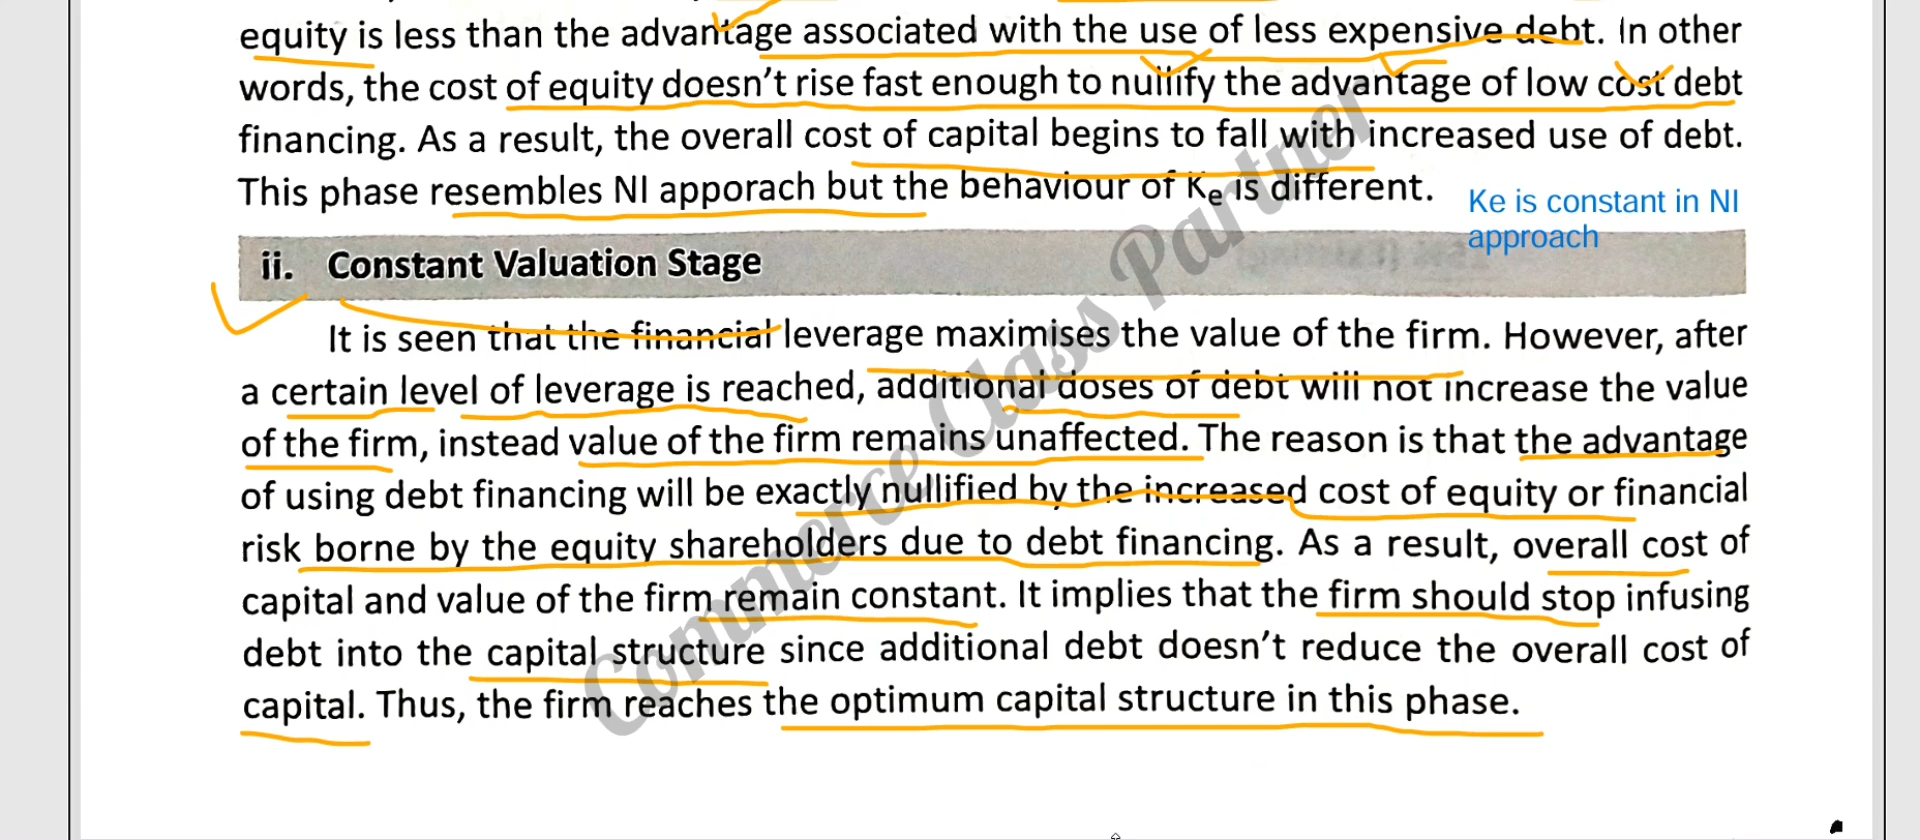 equity is less than the advantage associated with the use of less expensive debt. In other
words, the cost of equity doesn't rise fast enough to nullify the advantage of low cost debt
financing. As a result, the overall cost of capital begins to fall with increased use of debt.
This phase resembles NI apporach but the behaviour of Ke is different.
Ke is constant in NI
approach
ii. Constant Valuation Stage
It is seen that the financial leverage maximises the value of the firm. However, after
a certain level of leverage is reached, additional doses of debt will not increase the value
of the firm, instead value of the firm remains unaffected. The reason is that the advantage
of using debt financing will be exactly nullified by the increased cost of equity or financial
risk borne by the equity shareholders due to debt financing. As a result, overall cost of
capital and value of the firm remain constant. It implies that the firm should stop infusing
debt into the capital structure since additional debt doesn't reduce the overall cost of
capital. Thus, the firm reaches the optimum capital structure in this phase.
Commerce Class Partner